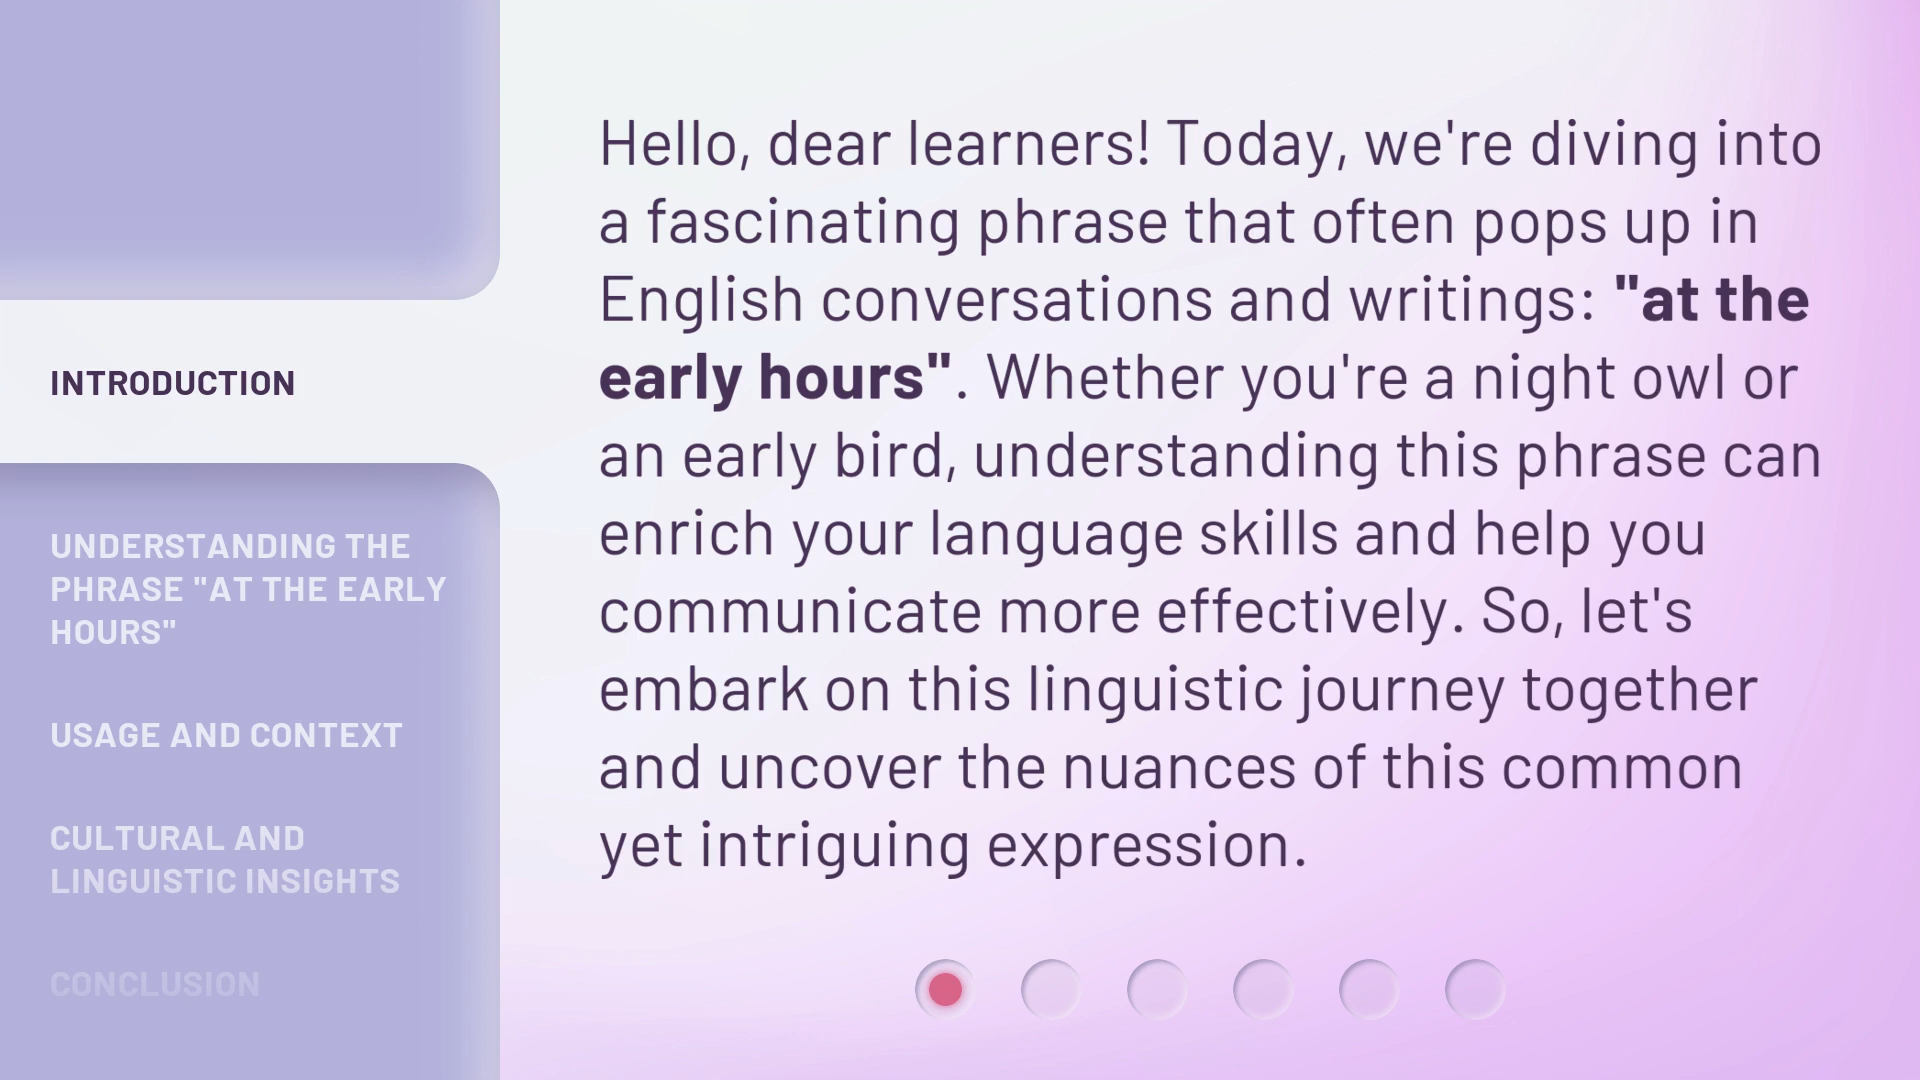 INTRODUCTION
UNDERSTANDING THE
PHRASE "AT THE EARLY
HOURS"
USAGE AND CONTEXT
CULTURAL AND
LINGUISTIC INSIGHTS
CONCLUSION
Hello, dear learners! Today, we're diving into
a fascinating phrase that often pops up in
English conversations and writings: "at the
early hours". Whether you're a night owl or
an early bird, understanding this phrase can
enrich your language skills and help you
communicate more effectively. So, let's
embark on this linguistic journey together
and uncover the nuances of this common
yet intriguing expression.